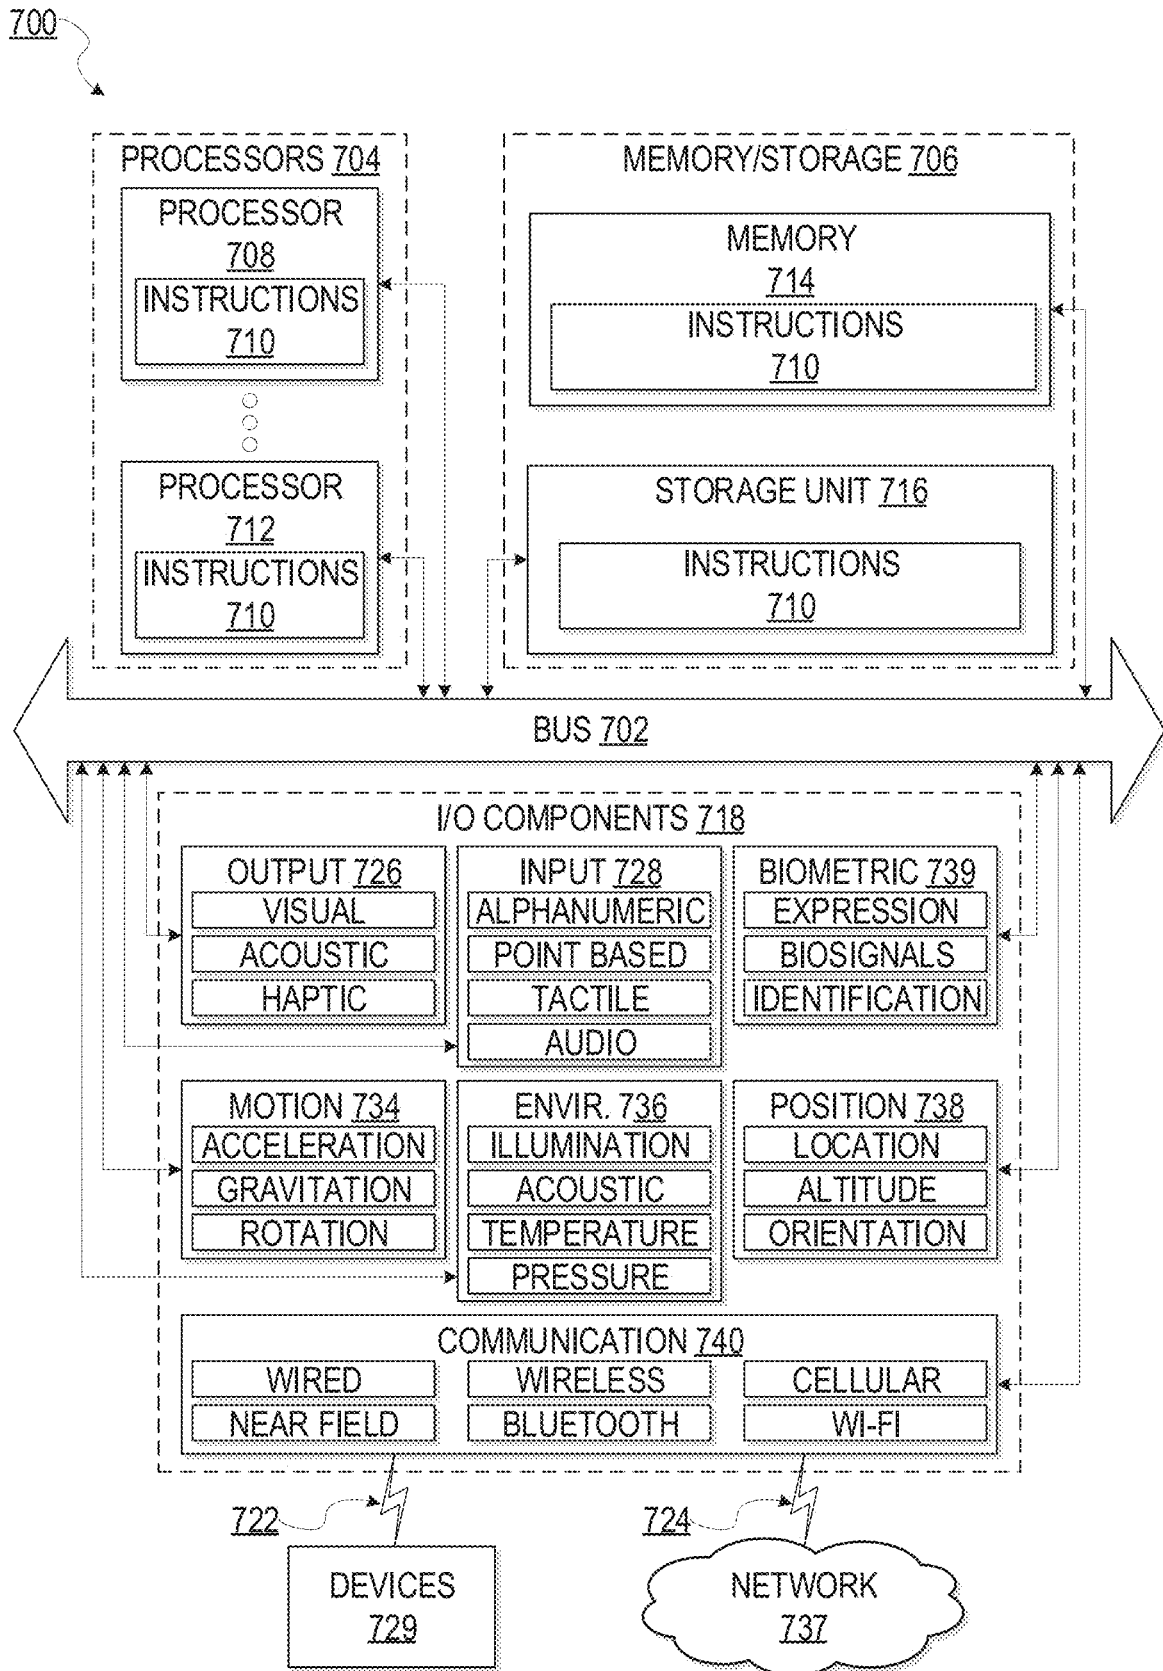 700
PROCESSORS 704
PROCESSOR
708
INSTRUCTIONS
710
PROCESSOR
712
INSTRUCTIONS
710
MEMORY/STORAGE 706
MEMORY
714
INSTRUCTIONS
710
STORAGE UNIT 716
INSTRUCTIONS
710
BUS 702
I/O COMPONENTS 718
OUTPUT 726
VISUAL
ACOUSTIC
HAPTIC
INPUT 728
ALPHANUMERIC
POINT BASED
TACTILE
AUDIO
BIOMETRIC 739
EXPRESSION
BIOSIGNALS
IDENTIFICATION
MOTION 734
ACCELERATION
GRAVITATION
ROTATION
ENVIR. 736
ILLUMINATION
ACOUSTIC
TEMPERATURE
PRESSURE
POSITION 738
LOCATION
ALTITUDE
ORIENTATION
COMMUNICATION 740
WIRED
WIRELESS
CELLULAR
NEAR FIELD
BLUETOOTH
WI-FI
722
724
DEVICES
729
NETWORK
737